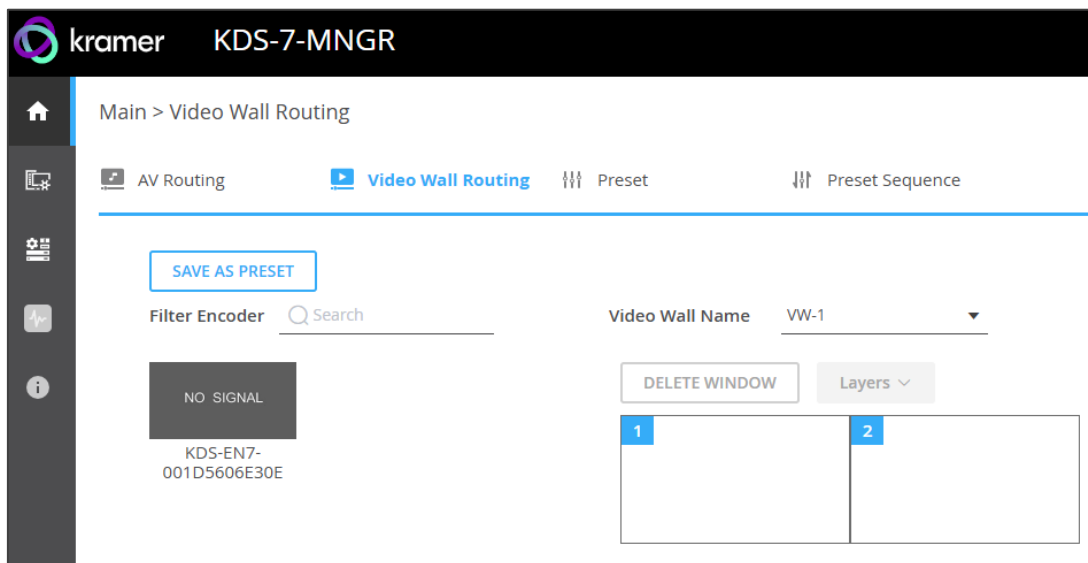 kramer KDS-7-MNGR
Main > Video Wall Routing
AV Routing Video Wall Routing Preset Preset Sequence
SAVE AS PRESET
Filter Encoder Search Video Wall Name VW-1
DELETE WINDOW Layers
NO SIGNAL
1 2
KDS-EN7-
001D5606E30E